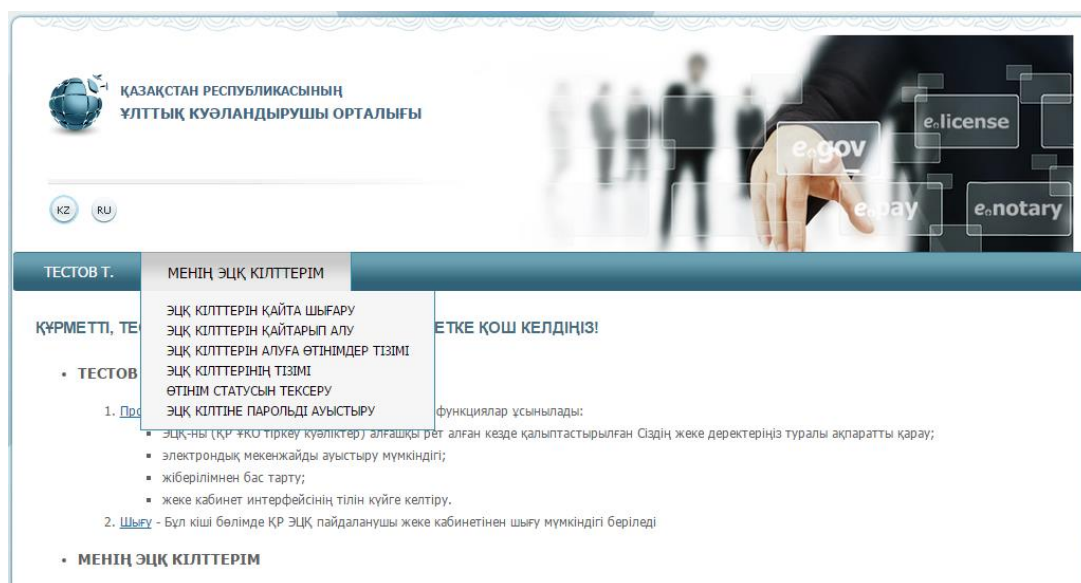 ҚАЗАҚСТАН РЕСПУБЛИКАСЫНЫҢ
ҰЛТТЫҚ КУӘЛАНДЫРУШЫ ОРТАЛЫҒЫ
e.license
e.gov
e.pay
e.notary
KZ RU
ТЕСТОВ Т. МЕНІҢ ЭЦҚ КІЛТТЕРІМ
ЭЦҚ КІЛТТЕРІН ҚАЙТА ШЫҒАРУ
ЭЦҚ КІЛТТЕРІН ҚАЙТАРЫП АЛУ
ЭЦҚ КІЛТТЕРІН АЛУҒА ӨТІНІМДЕР ТІЗІМІ
ЭЦҚ КІЛТТЕРІНІҢ ТІЗІМІ
ӨТІНІМ СТАТУСЫН ТЕКСЕРУ
ЭЦҚ КІЛТІНЕ ПАРОЛЬДІ АУЫСТЫРУ
ҚҰРМЕТТІ, ТЕ ЕТКЕ ҚОШ КЕЛДІҢІЗ!
• ТЕСТОВ
1. Про функциялар ұсынылады:
▪ ЭЦҚ-ны (ҚР ҰКО тіркеу куәліктер) алғашқы рет алған кезде қалыптастырылған Сіздің жеке деректеріңіз туралы ақпаратты қарау;
▪ электрондық мекенжайды ауыстыру мүмкіндігі;
▪ жіберілімнен бас тарту;
▪ жеке кабинет интерфейсінің тілін күйге келтіру.
2. Шығу - Бұл кіші бөлімде ҚР ЭЦҚ пайдаланушы жеке кабинетінен шығу мүмкіндігі беріледі
• МЕНІҢ ЭЦҚ КІЛТТЕРІМ